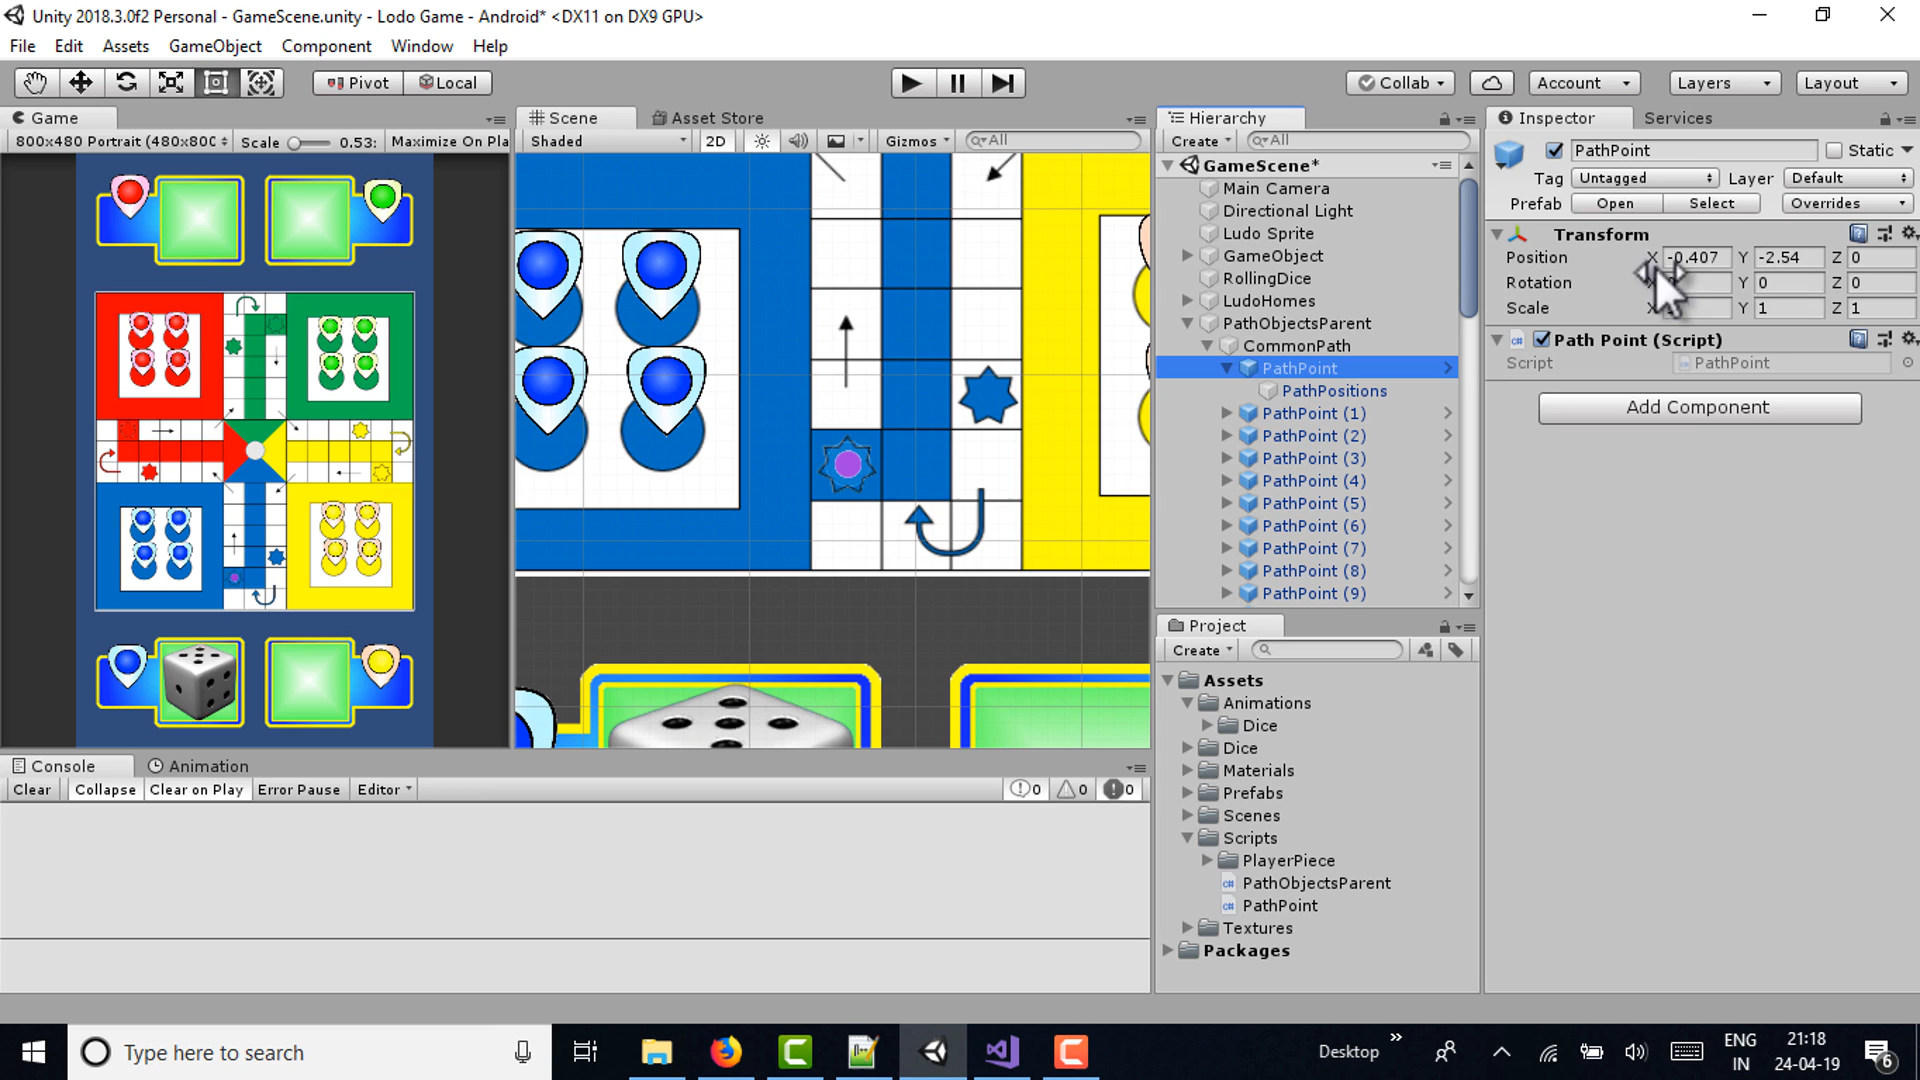 Unity 2018.3.0f2 Personal - GameScene.unity - Lodo Game - Android* <DX11 on DX9 GPU>
File Edit Assets GameObject Component Window Help
Pivot Local Collab Account Layers Layout
Game Scene Asset Store Hierarchy Inspector Services
800x480 Portrait (480x80 Scale 0.53: Maximize On Pla Shaded 2D Gizmos All Create All
PathPoint Static
Tag Untagged Layer Default
Prefab Open Select Overrides
Transform
Position X -0.407 Y -2.54 Z 0
Rotation Y 0 Z 0
Scale X Y 1 Z 1
Path Point (Script)
Script PathPoint
Add Component
GameScene*
Main Camera
Directional Light
Ludo Sprite
GameObject
RollingDice
LudoHomes
PathObjectsParent
CommonPath
PathPoint
PathPositions
PathPoint (1)
PathPoint (2)
PathPoint (3)
PathPoint (4)
PathPoint (5)
PathPoint (6)
PathPoint (7)
PathPoint (8)
PathPoint (9)
Project
Create
Assets
Animations
Dice
Dice
Materials
Prefabs
Scenes
Scripts
PlayerPiece
PathObjectsParent
PathPoint
Textures
Packages
Console Animation
Clear Collapse Clear on Play Error Pause Editor 0 0 0
Type here to search
Desktop
ENG
IN
21:18
24-04-19
6